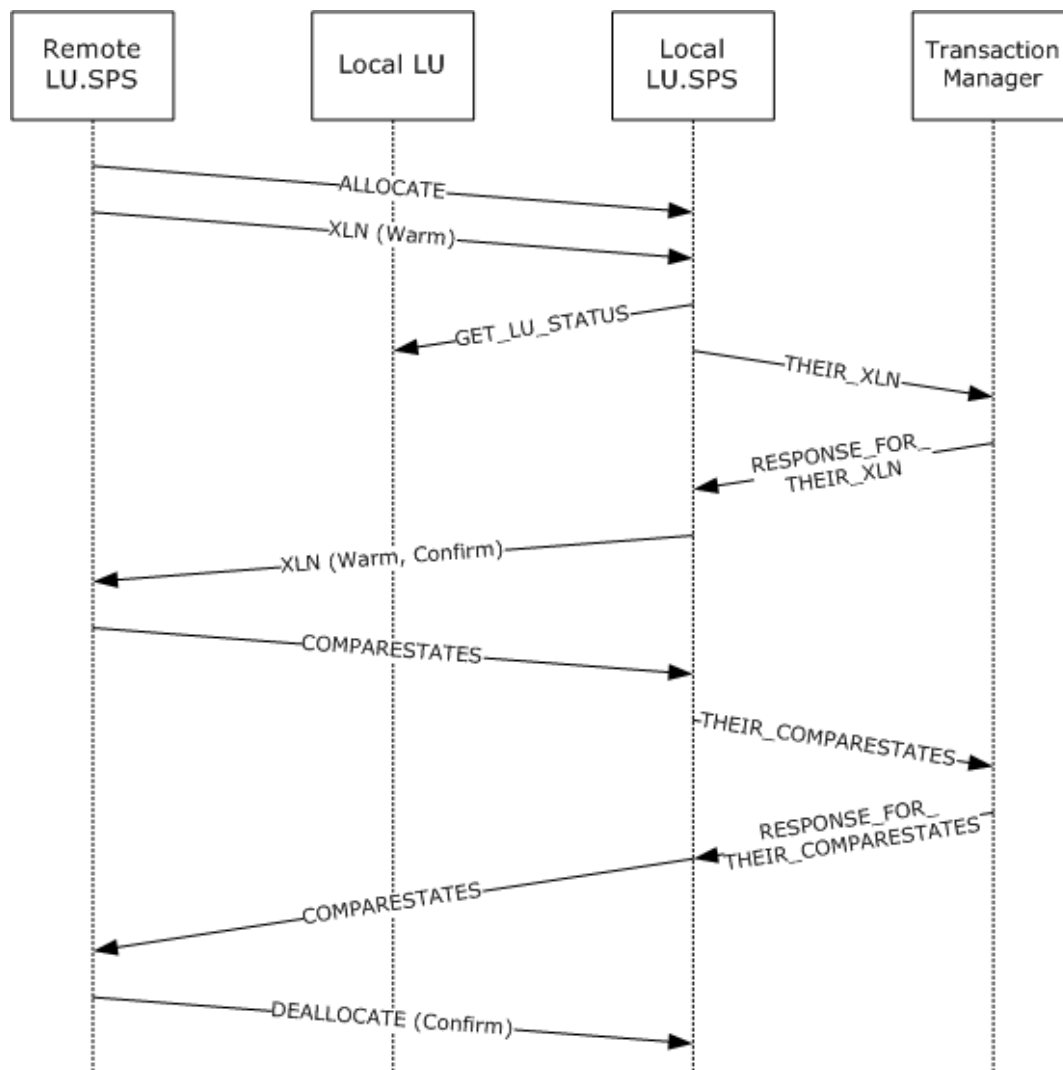 Remote
LU.SPS
Local LU
Local
LU.SPS
Transaction
Manager
ALLOCATE
XLN (Warm)
GET_LU_STATUS
THEIR_XLN
RESPONSE_FOR_
THEIR_XLN
XLN (Warm, Confirm)
COMPARESTATES
THEIR_COMPARESTATES
RESPONSE_FOR_
THEIR_COMPARESTATES
COMPARESTATES
DEALLOCATE (Confirm)